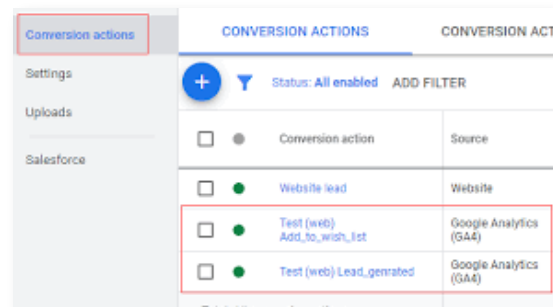 Conversion actions
Settings
Uploads
Salesforce
CONVERSION ACTIONS
CONVERSION ACT
Status: All enabled ADD FILTER
Conversion action
Source
Website lead
Website
Test (web)
Add_to_wish_list
Google Analytics
(GA4)
Test (web) Lead_genrated
Google Analytics
(GA4)